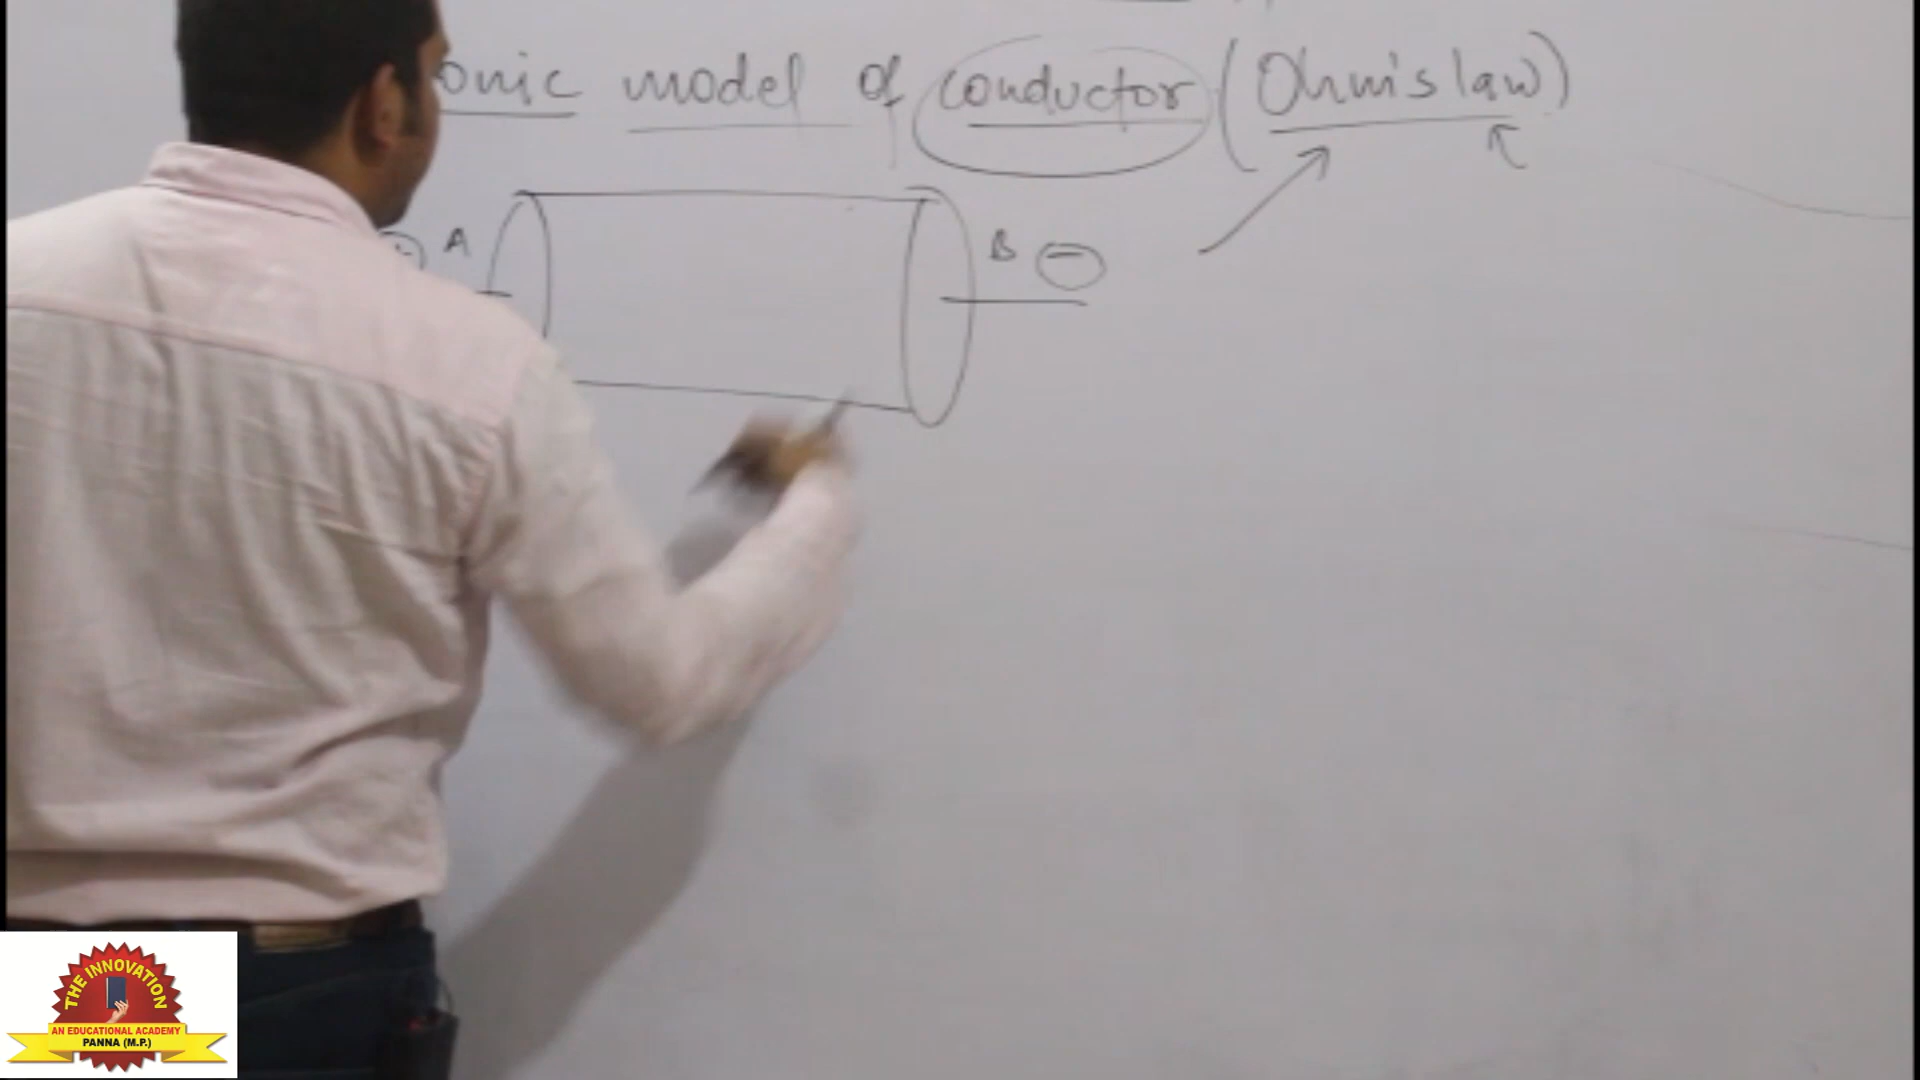 onic model of conductor (Ohm's law)
A
B
THE INNOVATION
AN EDUCATIONAL ACADEMY
PANNA (M.P.)